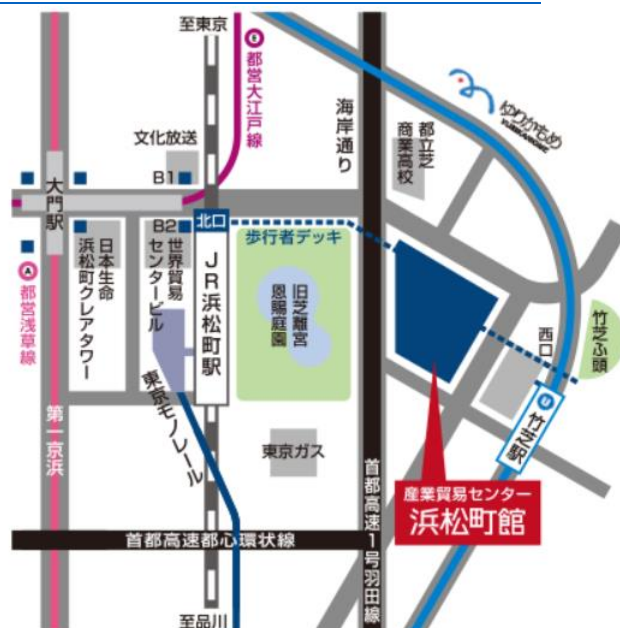 至東京
E
都営大江戸線
海岸通り
ゆりかもめ
YURIKAMOME
都立芝
商業高校
文化放送
B1
大門駅
B2
北口
歩行者デッキ
A
都営浅草線
日本生命
浜松町クレアタワー
世界貿易
センタービル
JR浜松町駅
旧芝離宮
恩賜庭園
西口
竹芝ふ頭
U
竹芝駅
東京モノレール
第一京浜
東京ガス
産業貿易センター
浜松町館
首都高速都心環状線
首都高速1号羽田線
至品川